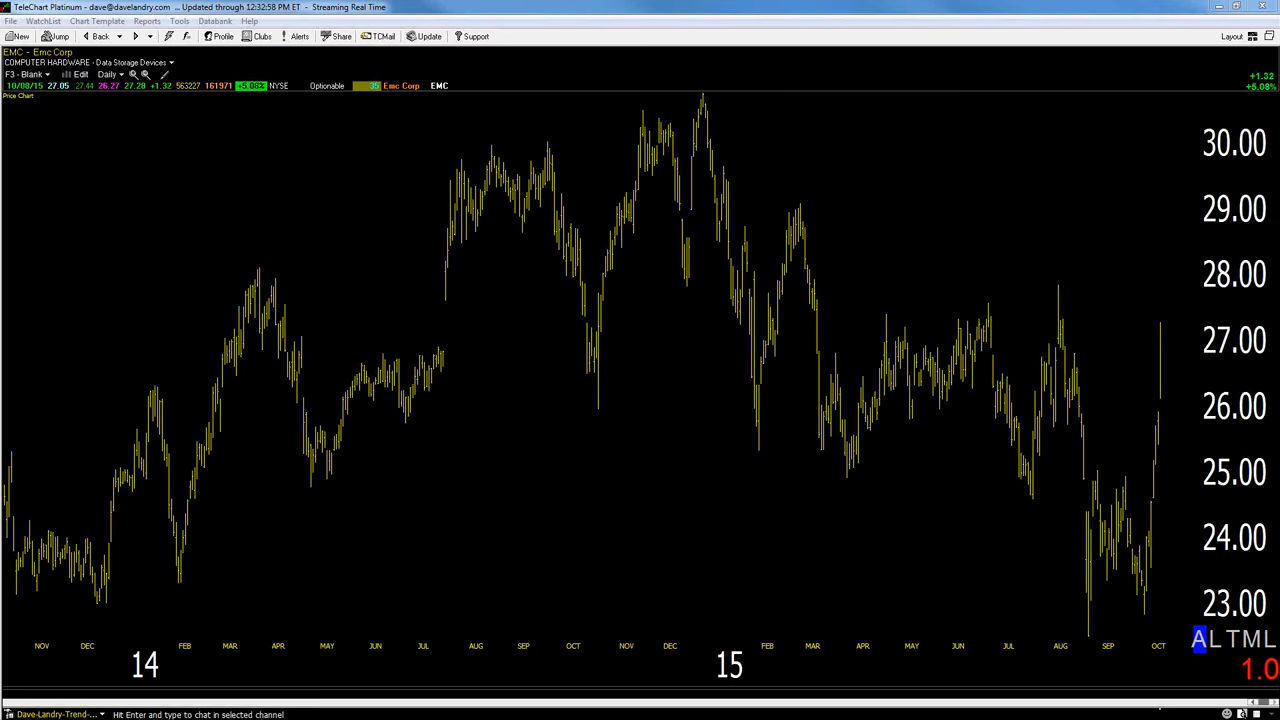 TeleChart Platinum - dave@davelandry.com ... Updated through 12:32:58 PM ET - Streaming Real Time
File WatchList Chart Template Reports Tools Databank Help
New Jump Back Profile Clubs Alerts Share TCMail Update Support Layout
EMC - Emc Corp
COMPUTER HARDWARE - Data Storage Devices
F3 - Blank Edit Daily +1.32
10/08/15 27.05 27.44 26.27 27.20 +1.32 563227 161971 +5.08% NYSE Optionable 35 Emc Corp EMC +5.08%
Price Chart
30.00
29.00
28.00
27.00
26.00
25.00
24.00
23.00
ALTML
NOV DEC FEB MAR APR MAY JUN JUL AUG SEP OCT NOV DEC FEB MAR APR MAY JUN JUL AUG SEP OCT
14 15 1.0
Dave-Landry-Trend-... Hit Enter and type to chat in selected channel